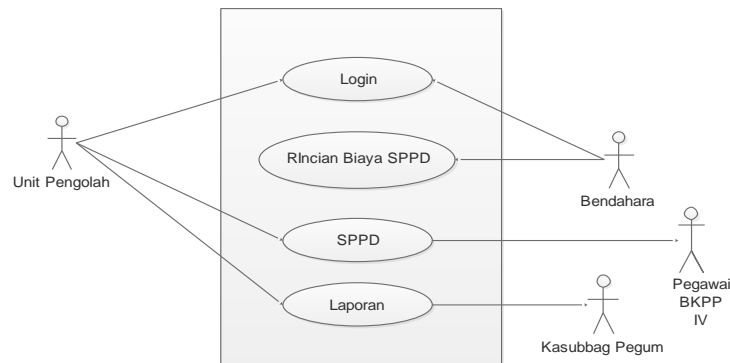 Login
RIncian Biaya SPPD
Unit Pengolah
Bendahara
SPPD
Laporan
Pegawai
BKPP
IV
Kasubbag Pegum